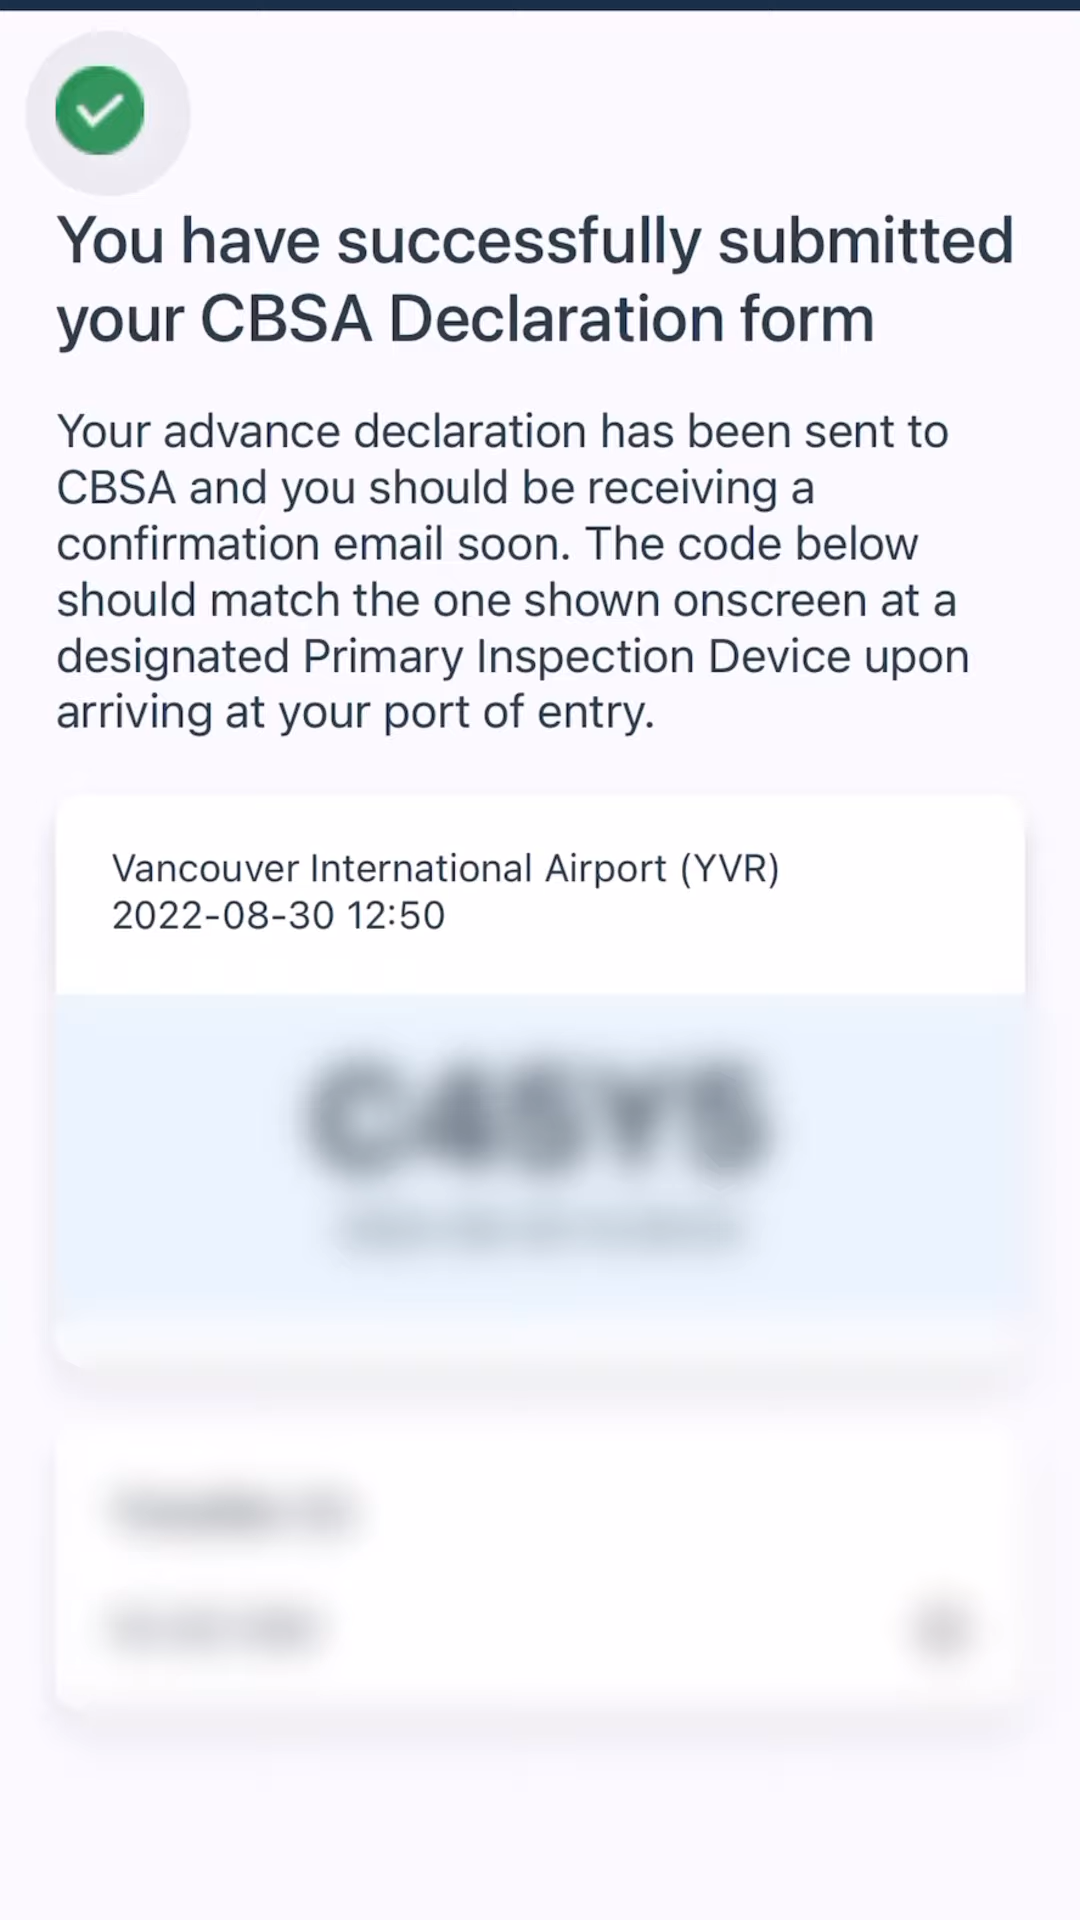 You have successfully submitted
your CBSA Declaration form
Your advance declaration has been sent to
CBSA and you should be receiving a
confirmation email soon. The code below
should match the one shown onscreen at a
designated Primary Inspection Device upon
arriving at your port of entry.
Vancouver International Airport (YVR)
2022-08-30 12:50